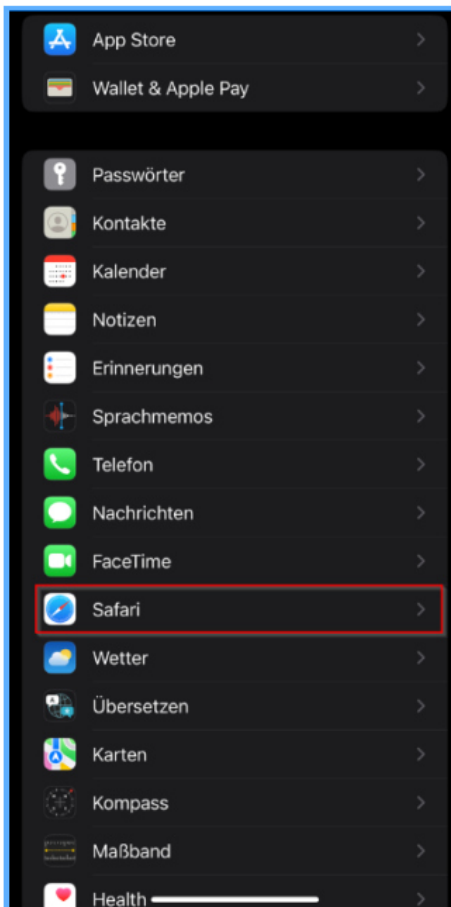 App Store
Wallet & Apple Pay
Passwörter
Kontakte
Kalender
Notizen
Erinnerungen
Sprachmemos
Telefon
Nachrichten
FaceTime
Safari
Wetter
Übersetzen
Karten
Kompass
Maßband
Health